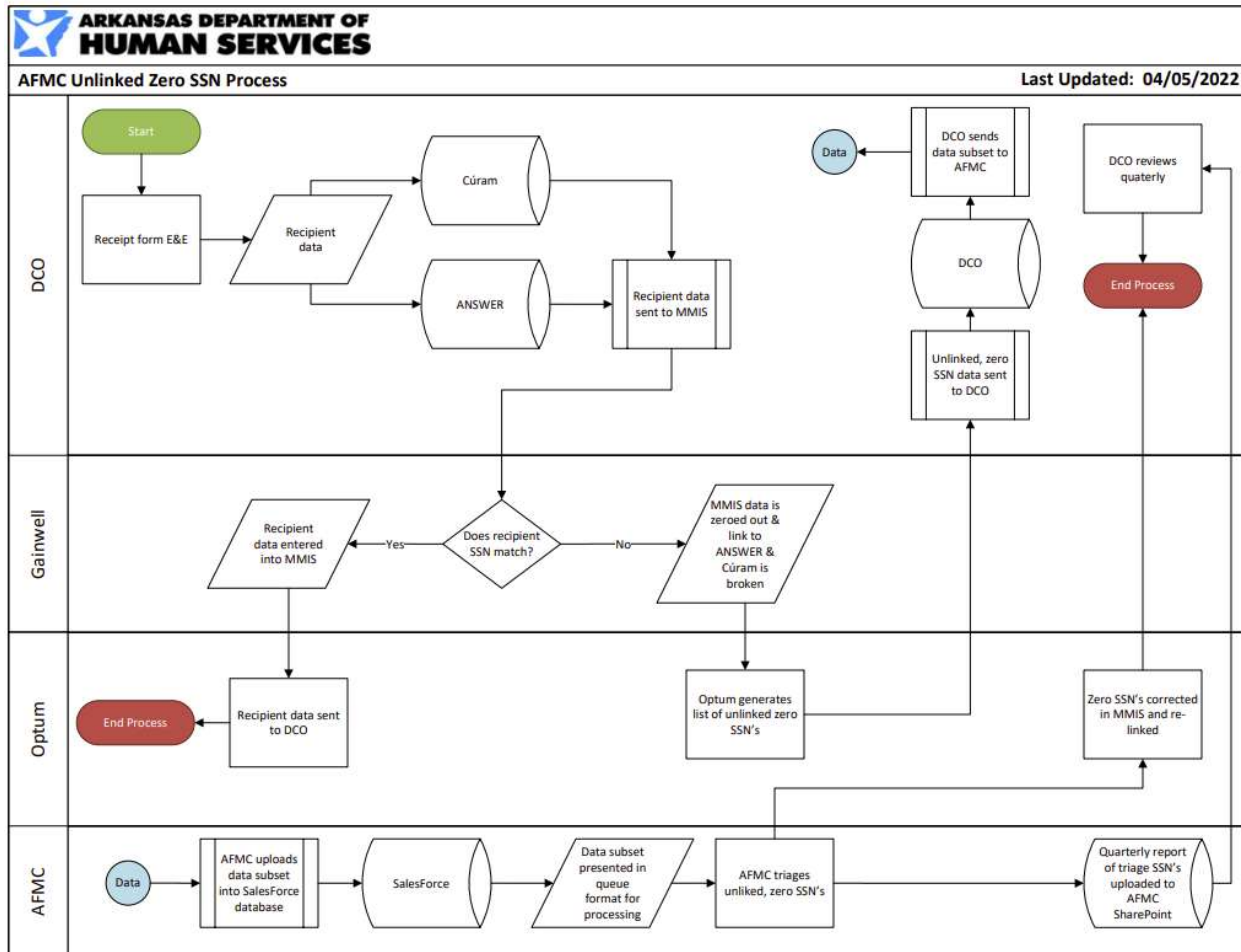 ARKANSAS DEPARTMENT OF
HUMAN SERVICES
AFMC Unlinked Zero SSN Process
Last Updated: 04/05/2022
DCO
Start
Receipt form E&E
Recipient
data
Cúram
ANSWER
Recipient data
sent to MMIS
Data
DCO sends
data subset to
AFMC
DCO
Unlinked, zero
SSN data sent
to DCO
DCO reviews
quaterly
End Process
Gainwell
Recipient
data entered
into MMIS
Yes
Does recipient
SSN match?
No
MMIS data is
zeroed out &
link to
ANSWER &
Cúram is
broken
Optum
End Process
Recipient data sent
to DCO
Optum generates
list of unlinked zero
SSN's
Zero SSN's corrected
in MMIS and re-
linked
AFMC
Data
AFMC uploads
data subset
into SalesForce
database
SalesForce
Data subset
presented in
queue
format for
processing
AFMC triages
unliked, zero SSN's
Quarterly report
of triage SSN's
uploaded to
AFMC
SharePoint